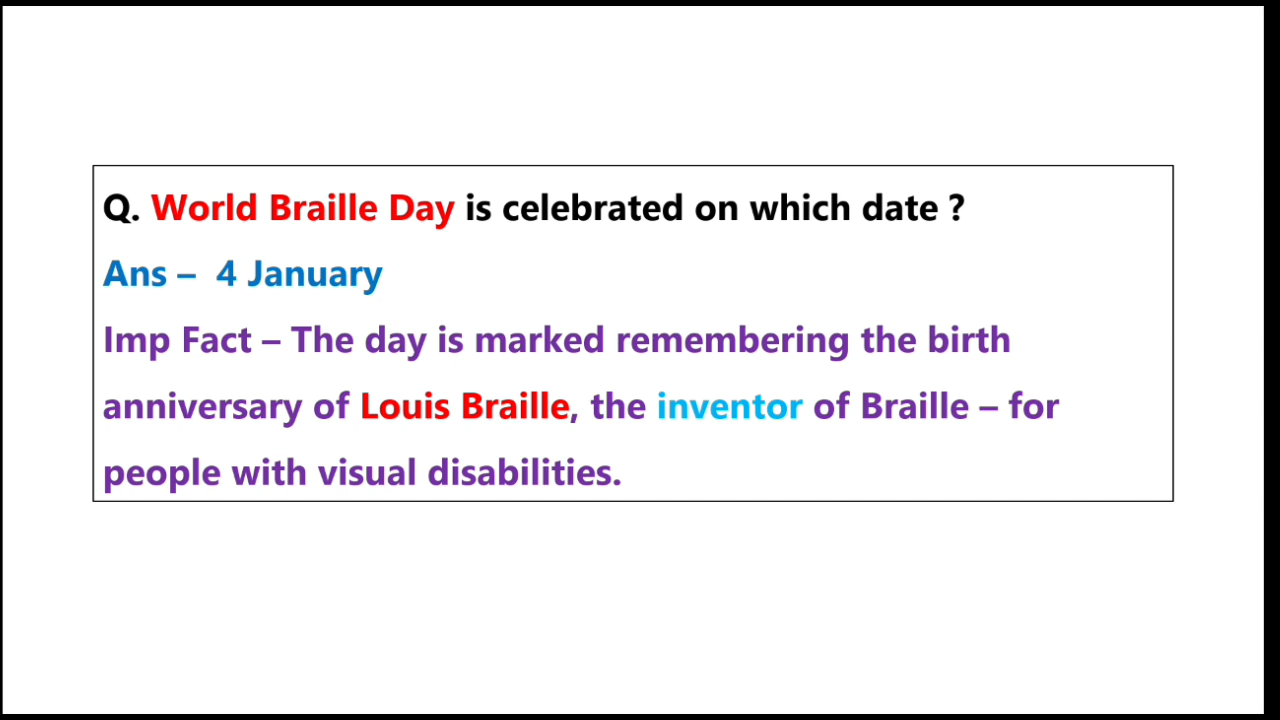 Q. World Braille Day is celebrated on which date ?
Ans – 4 January
Imp Fact – The day is marked remembering the birth
anniversary of Louis Braille, the inventor of Braille – for
people with visual disabilities.